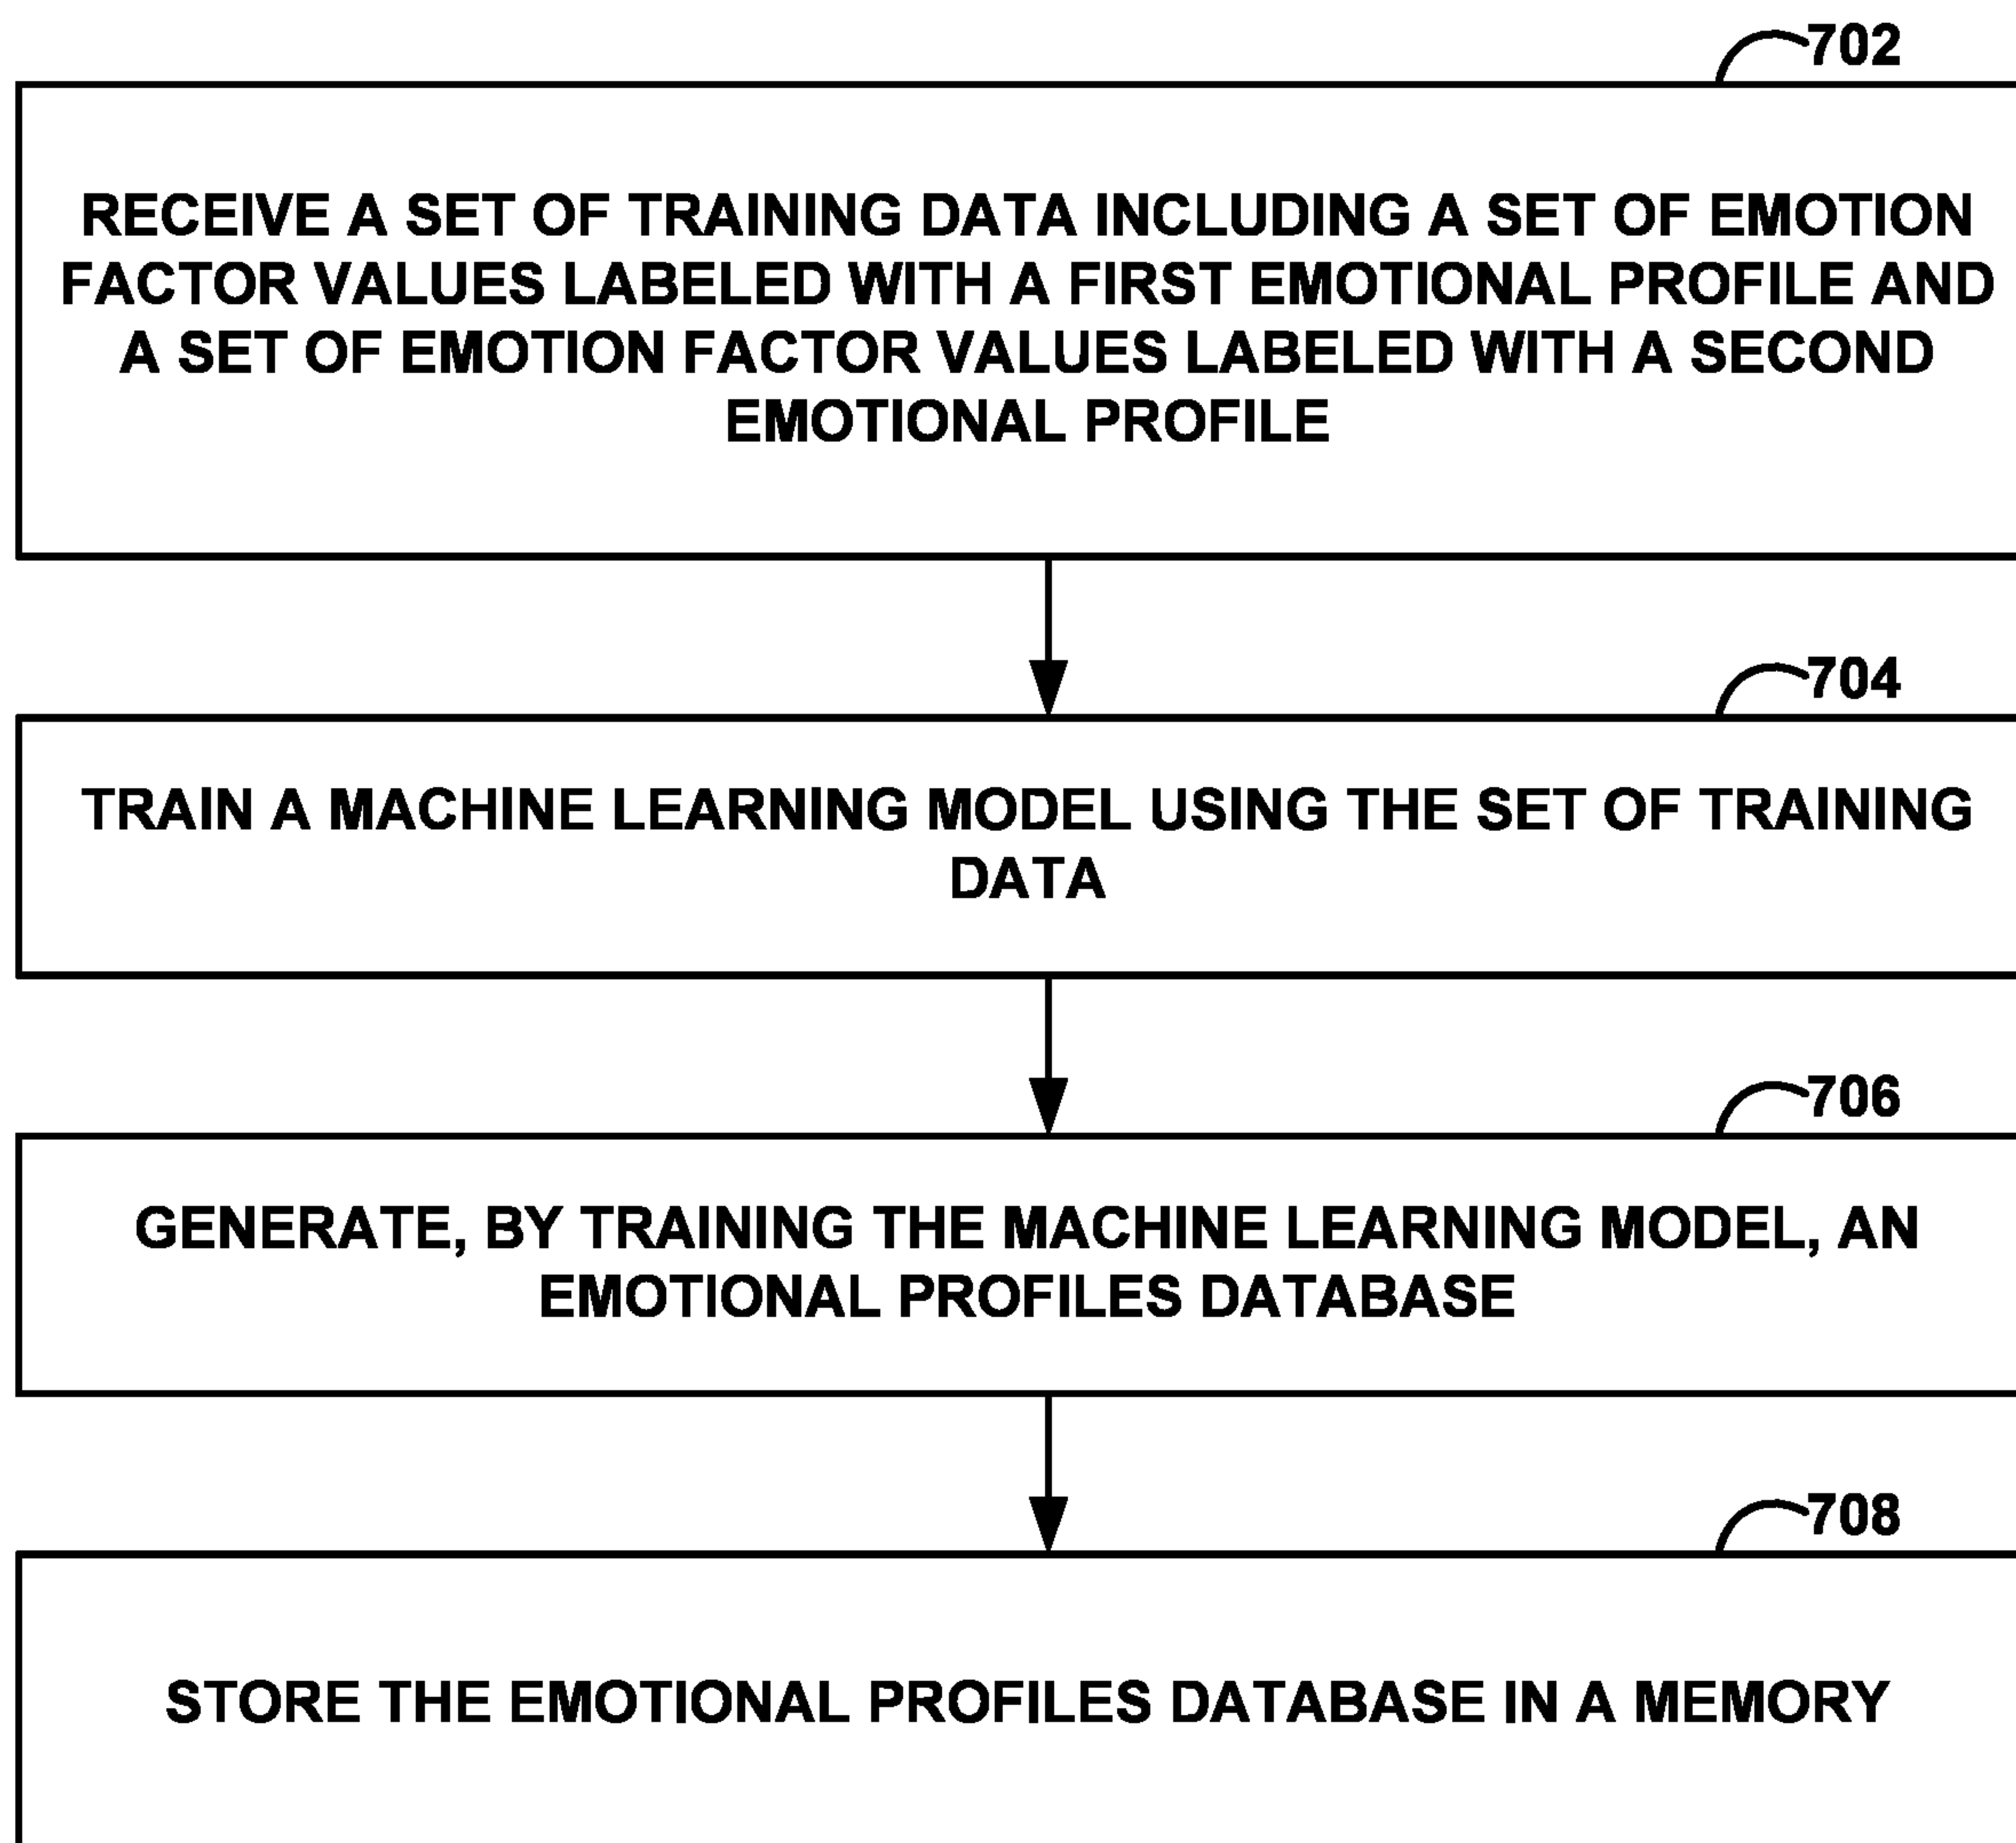 702
RECEIVE A SET OF TRAINING DATA INCLUDING A SET OF EMOTION
FACTOR VALUES LABELED WITH A FIRST EMOTIONAL PROFILE AND
A SET OF EMOTION FACTOR VALUES LABELED WITH A SECOND
EMOTIONAL PROFILE
704
TRAIN A MACHINE LEARNING MODEL USING THE SET OF TRAINING
DATA
706
GENERATE, BY TRAINING THE MACHINE LEARNING MODEL, AN
EMOTIONAL PROFILES DATABASE
708
STORE THE EMOTIONAL PROFILES DATABASE IN A MEMORY